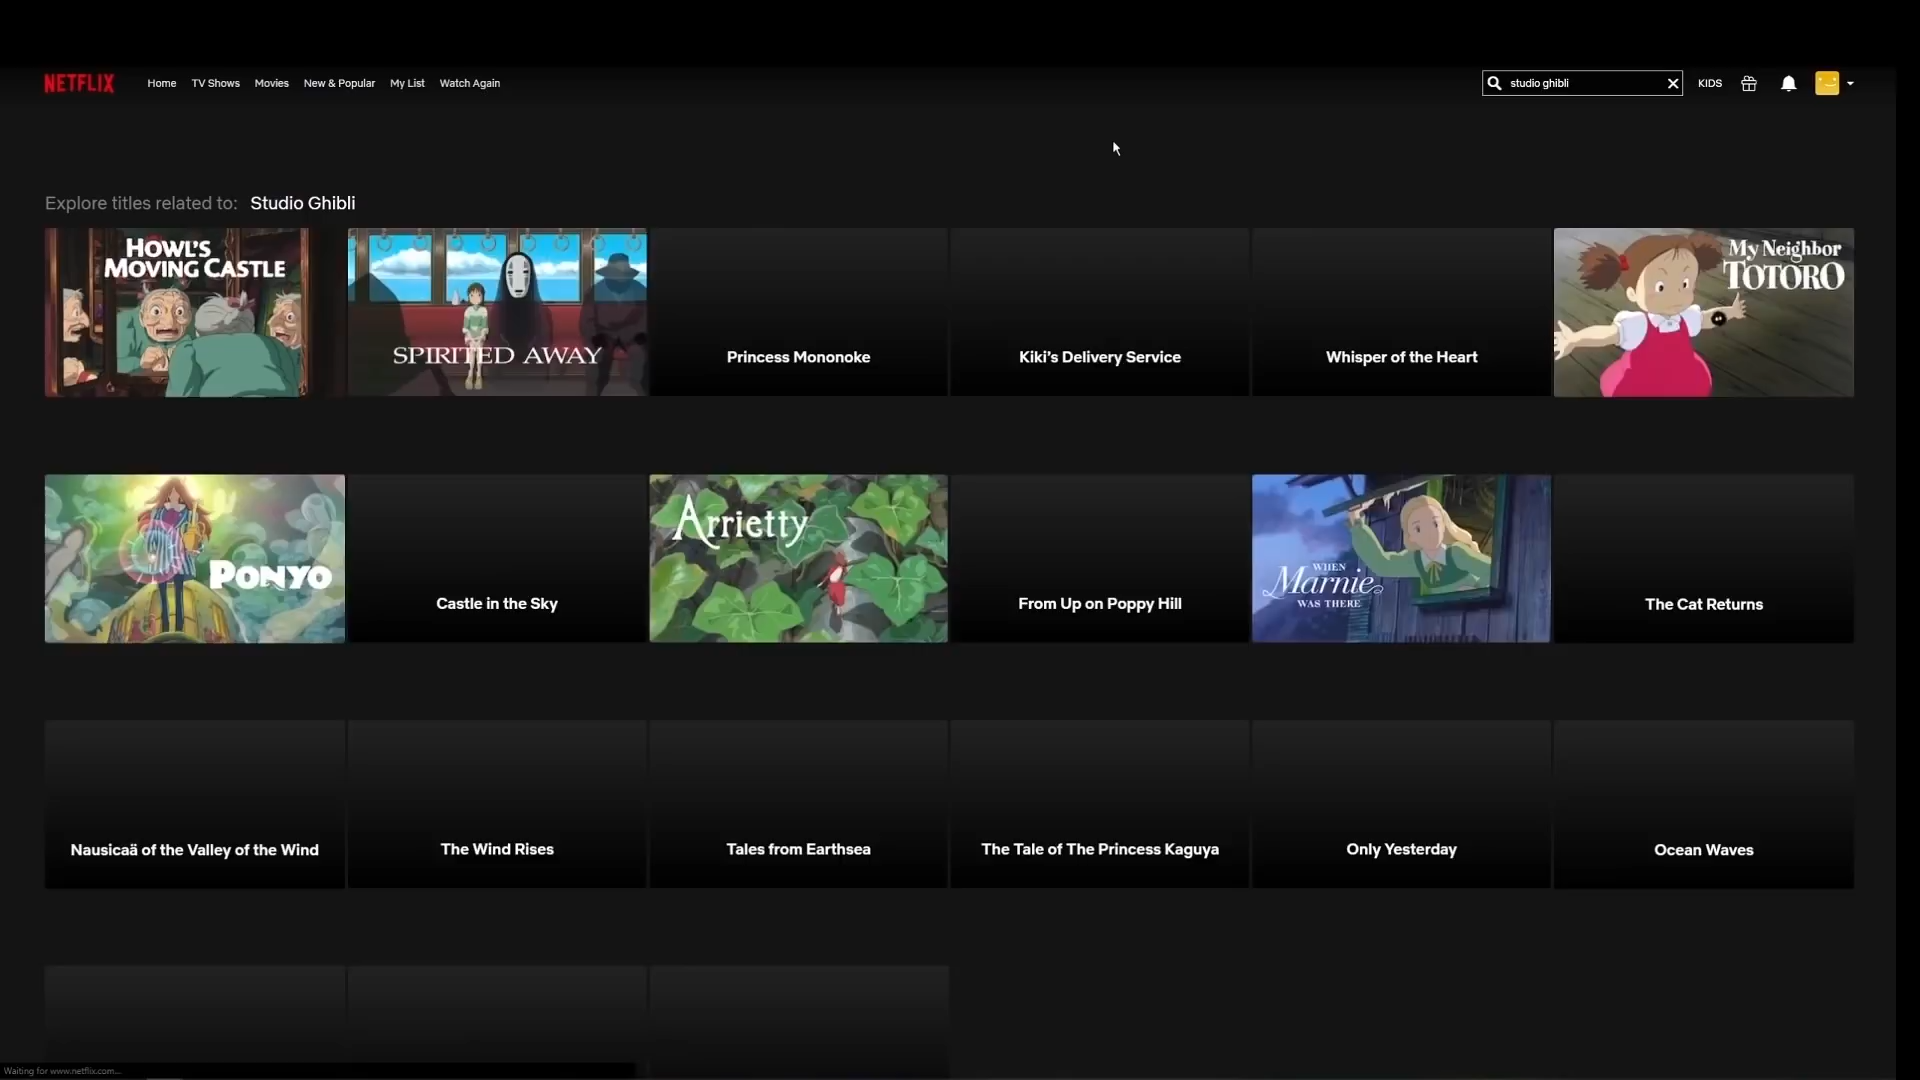 NETFLIX Home TV Shows Movies New & Popular My List Watch Again studio ghibli KIDS
Explore titles related to: Studio Ghibli
HOWL'S
MOVING CASTLE
SPIRITED AWAY
Princess Mononoke
Kiki's Delivery Service
Whisper of the Heart
My Neighbor
TOTORO
PONYO
Castle in the Sky
Arrietty
From Up on Poppy Hill
WHEN
Marnie
WAS THERE
The Cat Returns
Nausicaä of the Valley of the Wind
The Wind Rises
Tales from Earthsea
The Tale of The Princess Kaguya
Only Yesterday
Ocean Waves
Waiting for www.netflix.com...